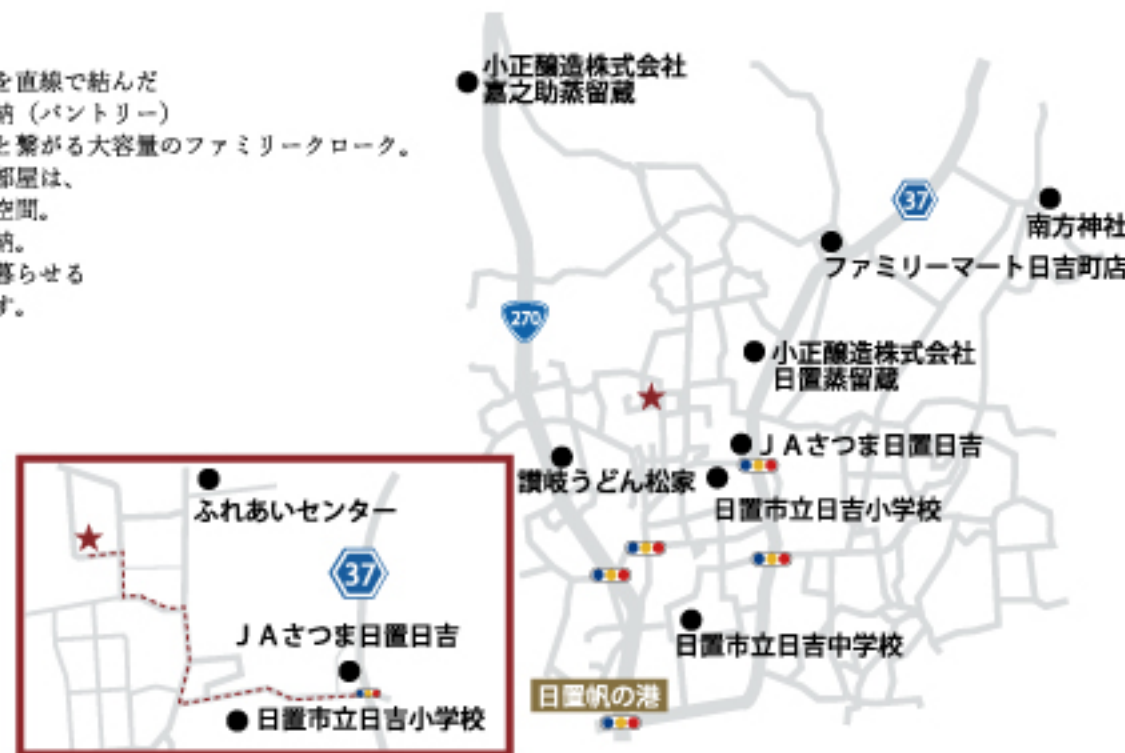 を直線で結んだ
納（パントリー）
と繋がる大容量のファミリークローク。
部屋は、
空間。
納。
暮らせる
す。
小正醸造株式会社
嘉之助蒸留蔵
37
南方神社
ファミリーマート日吉町店
270
小正醸造株式会社
日置蒸留蔵
ＪＡさつま日置日吉
讃岐うどん松家
日置市立日吉小学校
日置市立日吉中学校
日置帆の港
ふれあいセンター
37
ＪＡさつま日置日吉
日置市立日吉小学校